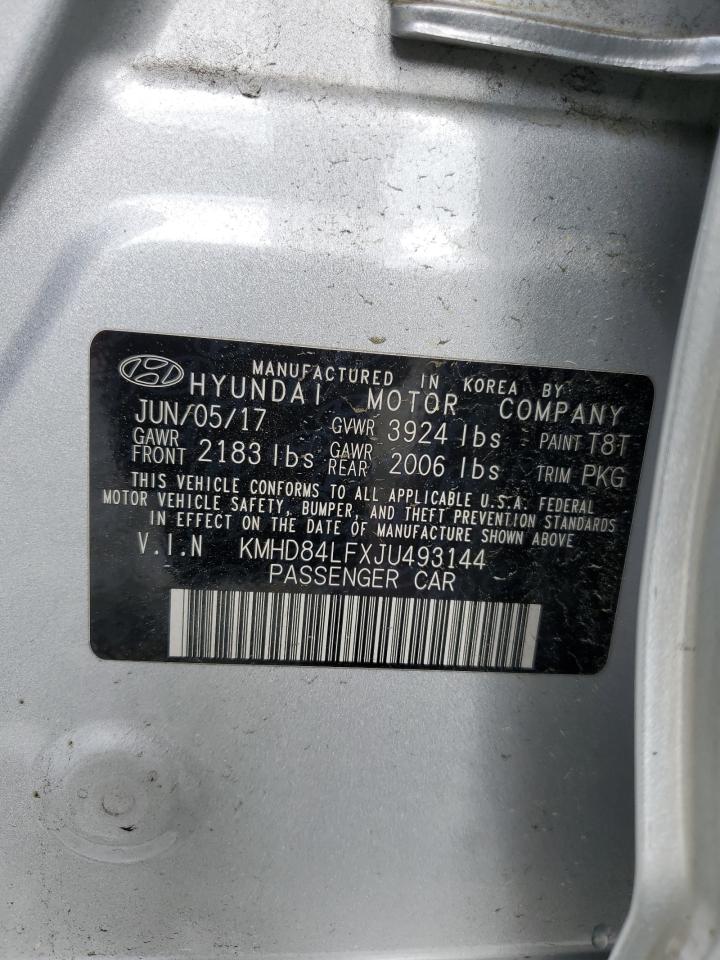 MANUFACTURED IN KOREA BY
HYUNDAI MOTOR COMPANY
JUN/05/17 GVWR 3924 lbs PAINT T8T
GAWR FRONT 2183 lbs GAWR REAR 2006 lbs TRIM PKG
THIS VEHICLE CONFORMS TO ALL APPLICABLE U.S.A. FEDERAL
MOTOR VEHICLE SAFETY, BUMPER, AND THEFT PREVENTION STANDARDS
IN EFFECT ON THE DATE OF MANUFACTURE SHOWN ABOVE.
V.I.N KMHD84LFXJU493144
PASSENGER CAR